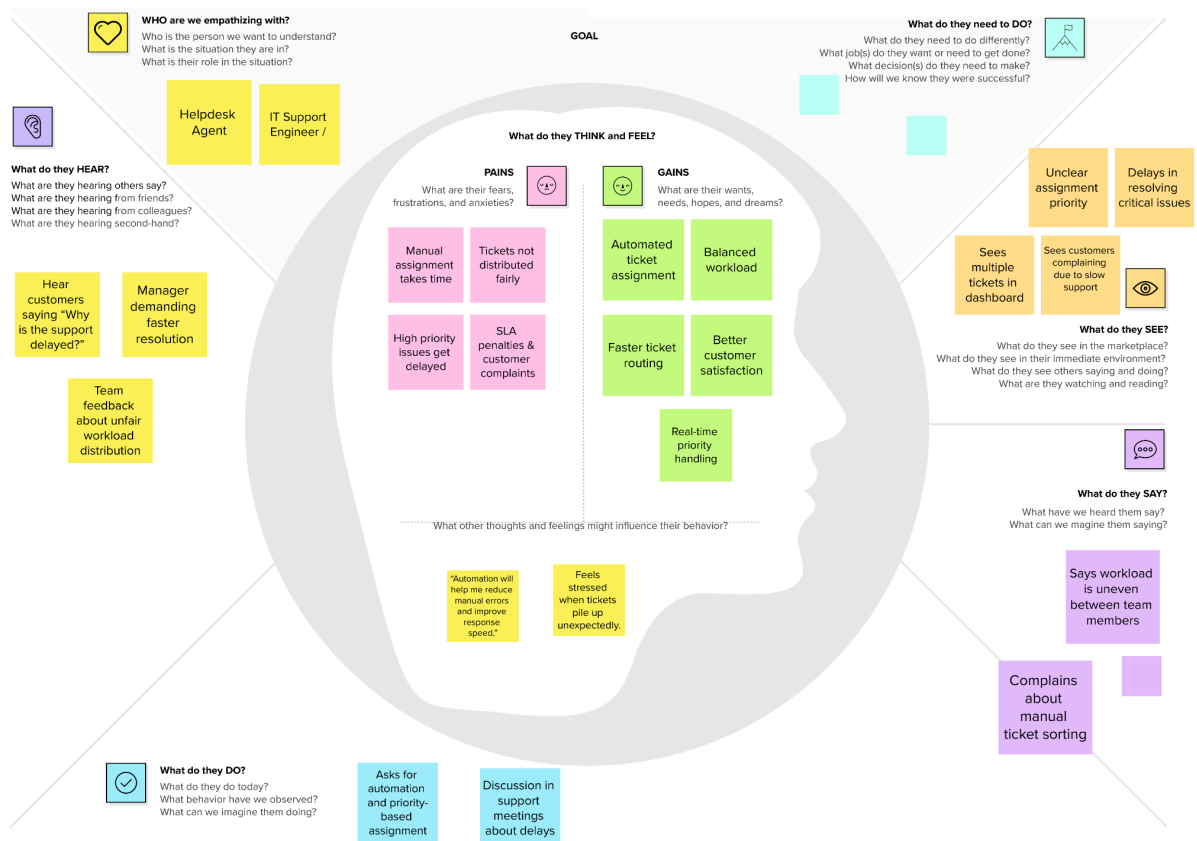 WHO are we empathizing with?
Who is the person we want to understand?
What is the situation they are in?
What is their role in the situation?
Helpdesk
Agent
IT Support
Engineer /
GOAL
What do they need to DO?
What do they need to do differently?
What job(s) do they want or need to get done?
What decision(s) do they need to make?
How will we know they were successful?
What do they HEAR?
What are they hearing others say?
What are they hearing from friends?
What are they hearing from colleagues?
What are they hearing second-hand?
Hear
customers
saying “Why
is the support
delayed?”
Manager
demanding
faster
resolution
Team
feedback
about unfair
workload
distribution
What do they THINK and FEEL?
PAINS
What are their fears,
frustrations, and anxieties?
Manual
assignment
takes time
Tickets not
distributed
fairly
High priority
issues get
delayed
SLA
penalties &
customer
complaints
GAINS
What are their wants,
needs, hopes, and dreams?
Automated
ticket
assignment
Balanced
workload
Faster ticket
routing
Better
customer
satisfaction
Real-time
priority
handling
What other thoughts and feelings might influence their behavior?
“Automation will
help me reduce
manual errors
and improve
response
speed.”
Feels
stressed
when tickets
pile up
unexpectedly.
Unclear
assignment
priority
Delays in
resolving
critical issues
Sees
multiple
tickets in
dashboard
Sees customers
complaining
due to slow
support
What do they SEE?
What do they see in the marketplace?
What do they see in their immediate environment?
What do they see others saying and doing?
What are they watching and reading?
What do they SAY?
What have we heard them say?
What can we magine them saying?
Says workload
is uneven
between team
members
Complains
about
manual
ticket sorting
What do they DO?
What do they do today?
What behavior have we observed?
What can we imagine them doing?
Asks for
automation
and priority-
based
assignment
Discussion in
support
meetings
about delays